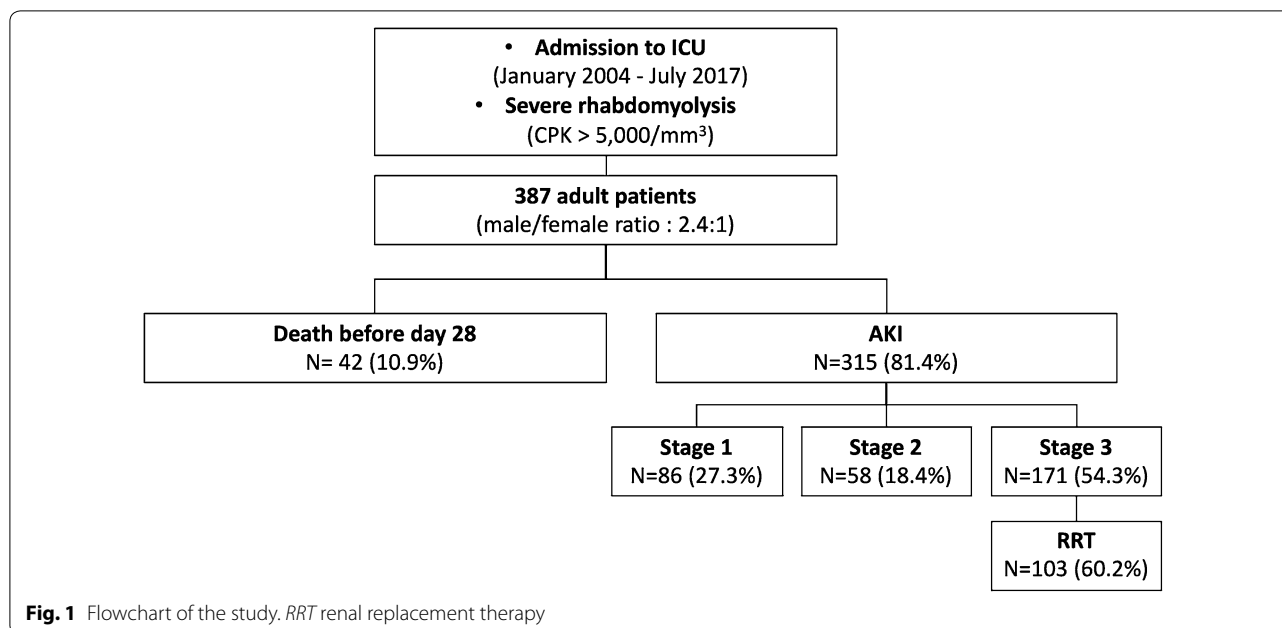 • Admission to ICU
(January 2004 - July 2017)
• Severe rhabdomyolysis
(CPK > 5,000/mm³)
387 adult patients
(male/female ratio : 2.4:1)
Death before day 28
N= 42 (10.9%)
AKI
N=315 (81.4%)
Stage 1
N=86 (27.3%)
Stage 2
N=58 (18.4%)
Stage 3
N=171 (54.3%)
RRT
N=103 (60.2%)
Fig. 1 Flowchart of the study. RRT renal replacement therapy